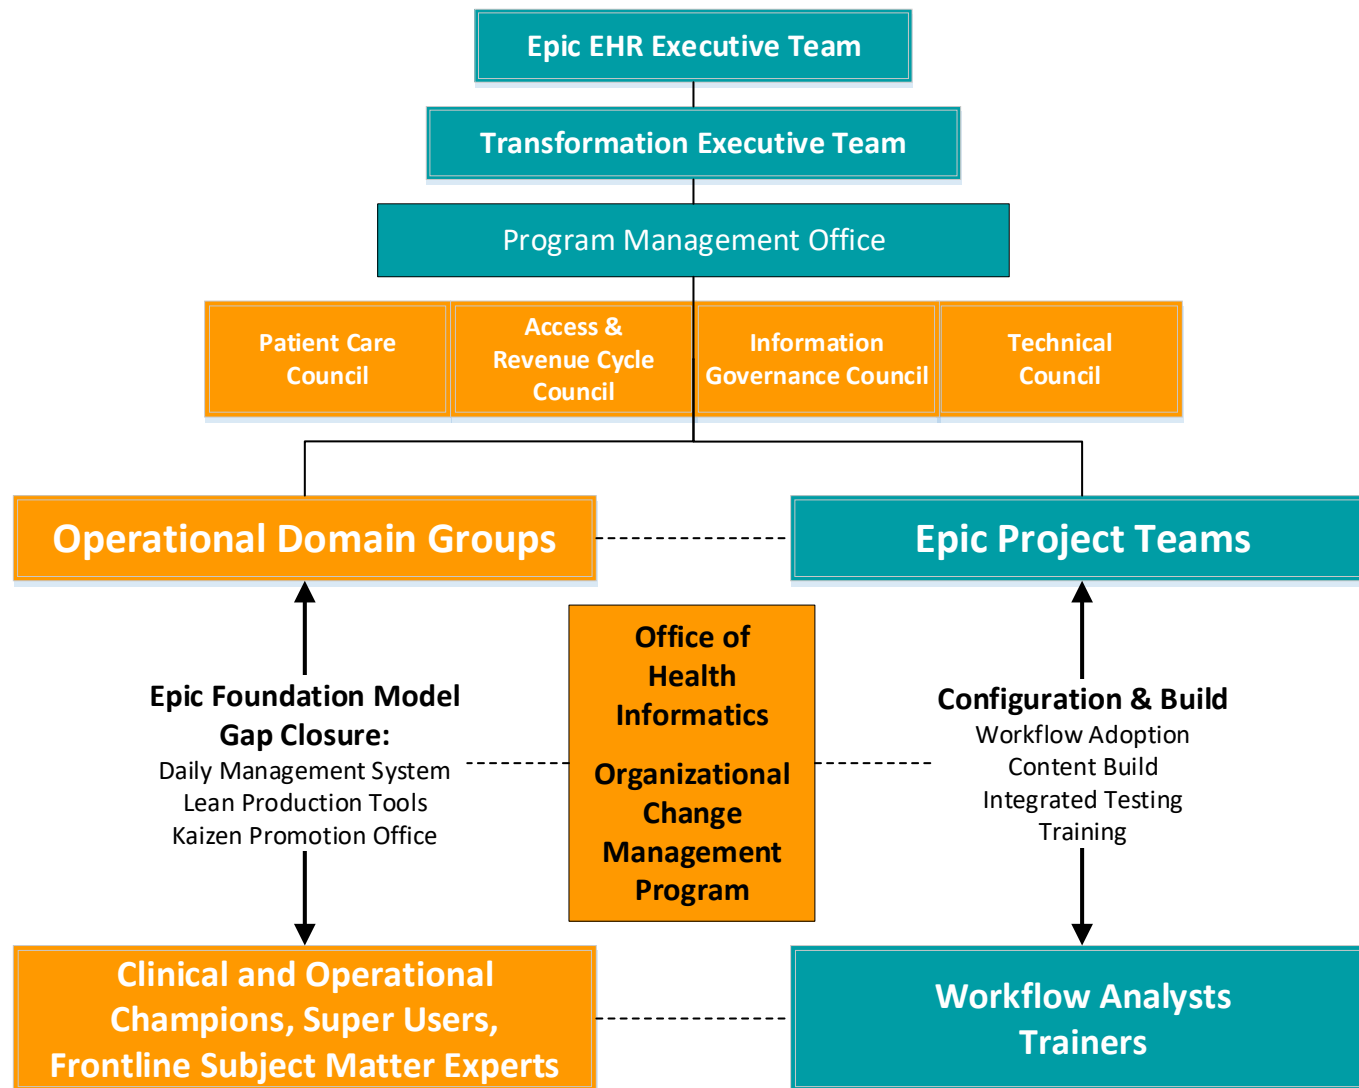 Epic EHR Executive Team
Transformation Executive Team
Program Management Office
Patient Care
Council
Access &
Revenue Cycle
Council
Information
Governance Council
Technical
Council
Operational Domain Groups
Epic Project Teams
Epic Foundation Model
Gap Closure:
Daily Management System
Lean Production Tools
Kaizen Promotion Office
Office of
Health
Informatics
Organizational
Change
Management
Program
Configuration & Build
Workflow Adoption
Content Build
Integrated Testing
Training
Clinical and Operational
Champions, Super Users,
Frontline Subject Matter Experts
Workflow Analysts
Trainers